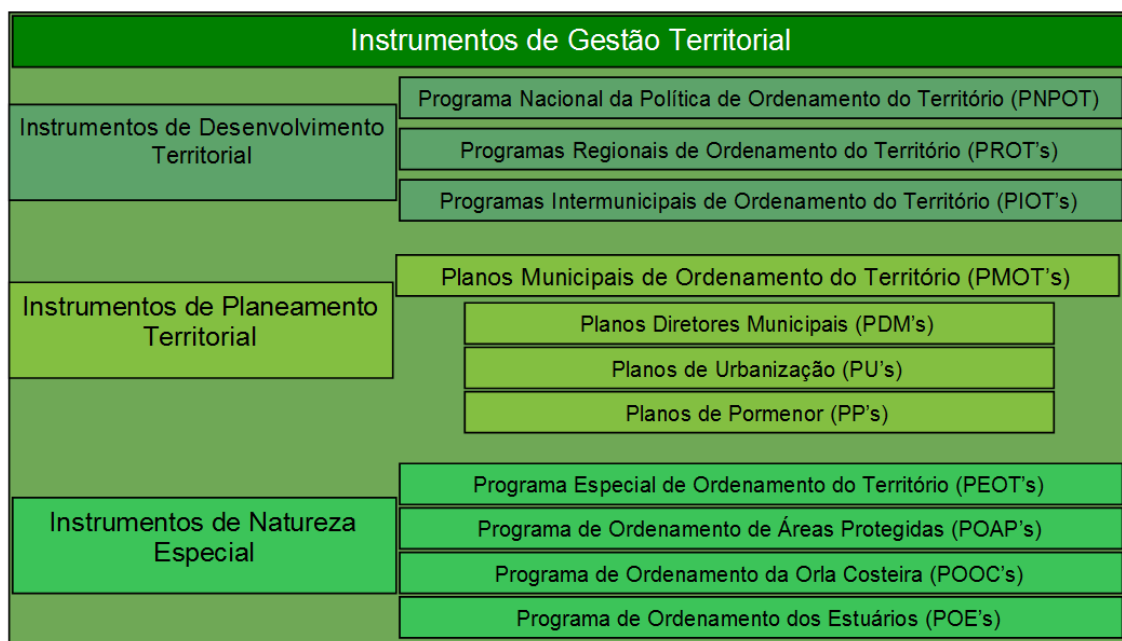 Instrumentos de Gestão Territorial
Instrumentos de Desenvolvimento
Territorial
Programa Nacional da Política de Ordenamento do Território (PNPOT)
Programas Regionais de Ordenamento do Território (PROT’s)
Programas Intermunicipais de Ordenamento do Território (PIOT’s)
Instrumentos de Planeamento
Territorial
Planos Municipais de Ordenamento do Território (PMOT’s)
Planos Diretores Municipais (PDM’s)
Planos de Urbanização (PU’s)
Planos de Pormenor (PP’s)
Instrumentos de Natureza
Especial
Programa Especial de Ordenamento do Território (PEOT’s)
Programa de Ordenamento de Áreas Protegidas (POAP’s)
Programa de Ordenamento da Orla Costeira (POOC’s)
Programa de Ordenamento dos Estuários (POE’s)